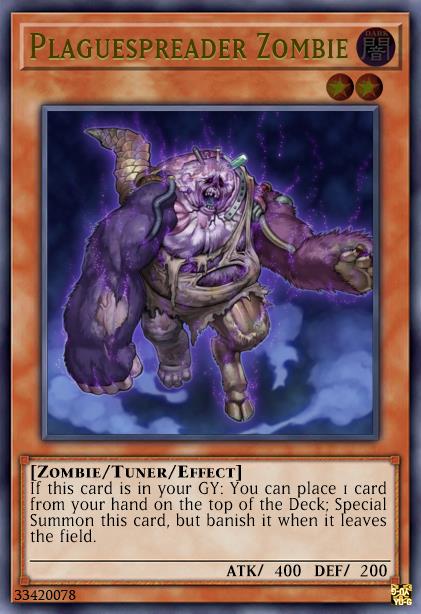 Plaguespreader Zombie
DARK
闇
[Zombie/Tuner/Effect]
If this card is in your GY: You can place 1 card
from your hand on the top of the Deck; Special
Summon this card, but banish it when it leaves
the field.
ATK/ 400 DEF/ 200
33420078